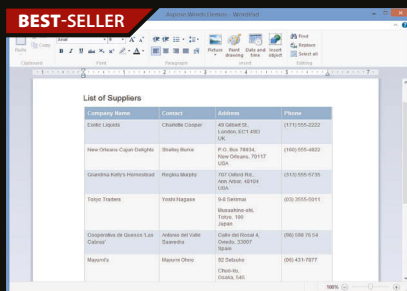 BEST-SELLER
Aspose.Words.Demos - WordPad
Paste
Copy
Arial
Picture
Paint drawing
Date and time
Insert object
Find
Replace
Select all
Clipboard
Font
Paragraph
Insert
Editing
List of Suppliers
Company Name Contact Address Phone
Exotic Liquids Charlotte Cooper 49 Gilbert St. (171) 555-2222
London, EC1 4SD
UK
New Orleans Cajun Delights Shelley Burke P.O. Box 78934, (100) 555-4822
New Orleans, 70117
USA
Grandma Kelly's Homestead Regina Murphy 707 Oxford Rd., (313) 555-5735
Ann Arbor, 48104
USA
Tokyo Traders Yoshi Nagase 9-8 Sekimai (03) 3555-5011
Musashino-shi,
Tokyo, 100
Japan
Cooperativa de Quesos 'Las Antonio del Valle Calle del Rosal 4, (98) 598 76 54
Cabras' Saavedra Oviedo, 33007
Spain
Mayumi's Mayumi Ohno 92 Setsuko (06) 431-7877
Chuo-ku,
Osaka, 545
100%